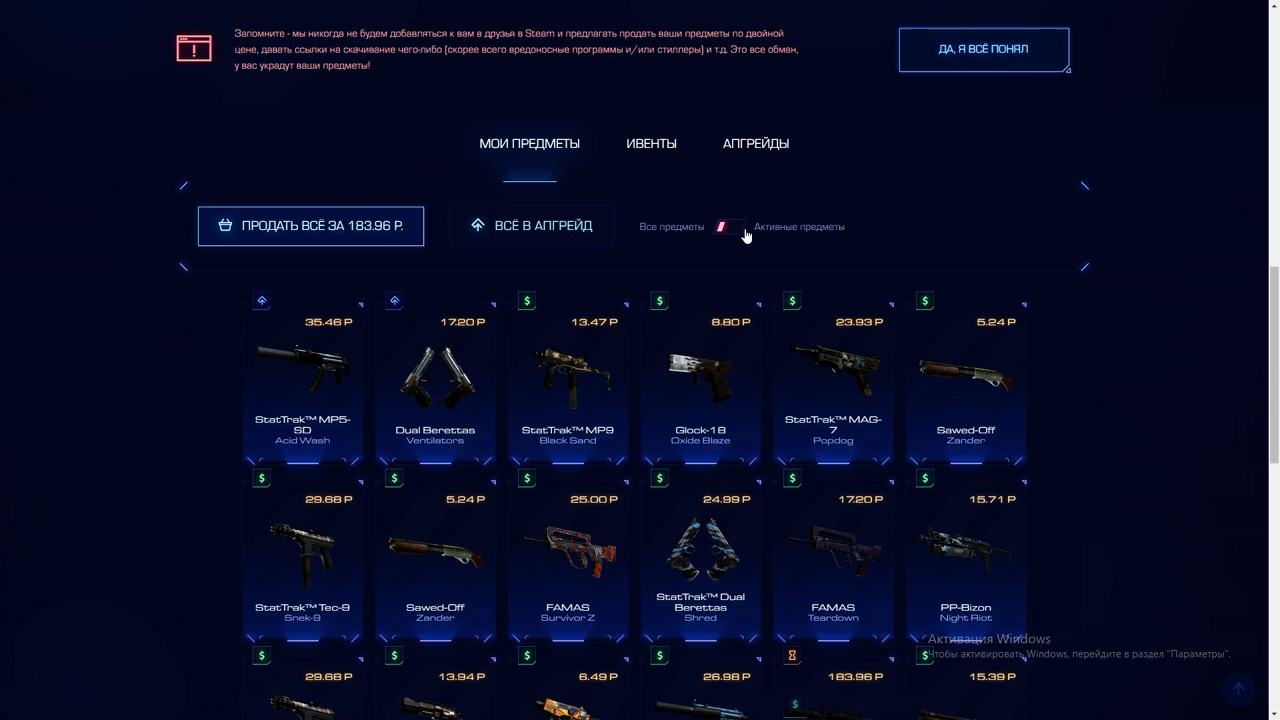 Запомните - мы никогда не будем добавляться к вам в друзья в Steam и предлагать продать ваши предметы по двойной
цене, давать ссылки на скачивание чего-либо (скорее всего вредоносные программы и/или стиллеры) и т.д. Это все обман,
у вас украдут ваши предметы!
ДА, Я ВСЁ ПОНЯЛ
МОИ ПРЕДМЕТЫ ИВЕНТЫ АПГРЕЙДЫ
ПРОДАТЬ ВСЁ ЗА 183.96 Р. ВСЁ В АПГРЕЙД Все предметы Активные предметы
$ $ $ $
35.46 Р 17.20 Р 13.47 Р 8.80 Р 23.93 Р 5.24 Р
StatTrak™ MP5-
SD
Acid Wash
Dual Berettas
Ventilators
StatTrak™ MP9
Black Sand
Glock-18
Oxide Blaze
StatTrak™ MAG-
7
Popdog
Sawed-Off
Zander
$ $ $ $ $ $
29.68 Р 5.24 Р 25.00 Р 24.99 Р 17.20 Р 15.71 Р
StatTrak™ Tec-9
Snek-9
Sawed-Off
Zander
FAMAS
Survivor Z
StatTrak™ Dual
Berettas
Shred
FAMAS
Teardown
PP-Bizon
Night Riot
Активация Windows
Чтобы активировать Windows, перейдите в раздел "Параметры".
$ $ $ $ $
29.68 Р 13.94 Р 6.49 Р 26.98 Р 183.96 Р 15.39 Р
$